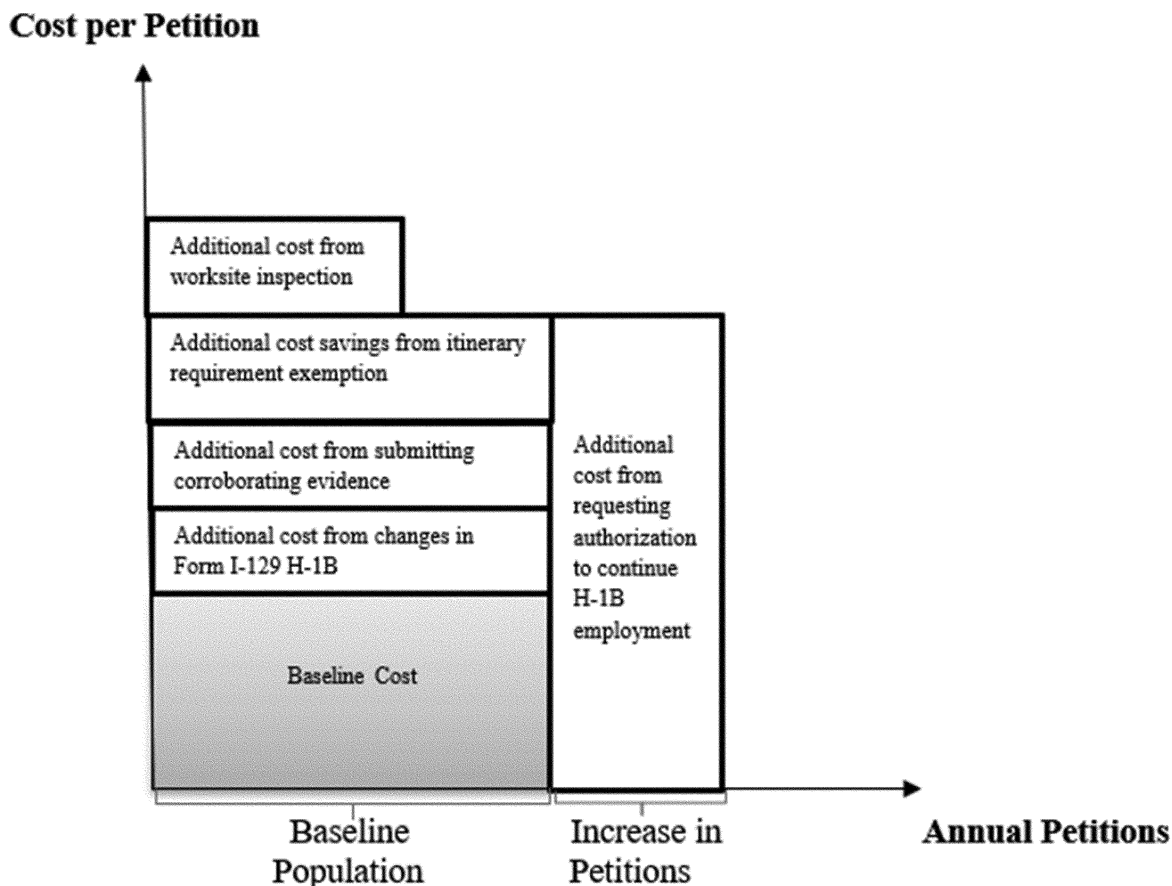 Cost per Petition
Additional cost from
worksite inspection
Additional cost savings from itinerary
requirement exemption
Additional cost from submitting
corroborating evidence
Additional cost from changes in
Form I-129 H-1B
Baseline Cost
Additional
cost from
requesting
authorization
to continue
H-1B
employment
Baseline
Population
Increase in
Petitions
Annual Petitions